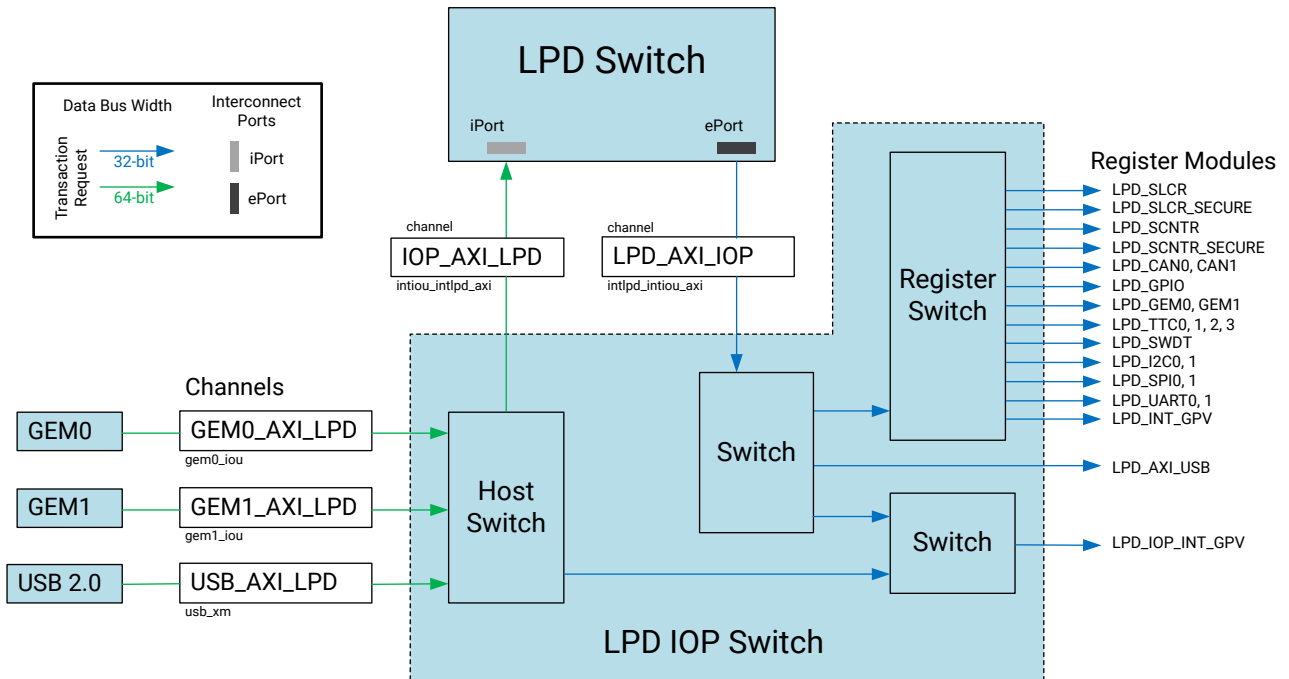 LPD Switch
iPort
ePort
Data Bus Width
Interconnect
Ports
Transaction
Request
32-bit
64-bit
iPort
ePort
Register Modules
LPD_SLCR
LPD_SLCR_SECURE
LPD_SCNTR
LPD_SCNTR_SECURE
LPD_CAN0, CAN1
LPD_GPIO
LPD_GEM0, GEM1
LPD_TTC0, 1, 2, 3
LPD_SWDT
LPD_I2C0, 1
LPD_SPI0, 1
LPD_UART0, 1
LPD_INT_GPV
LPD_AXI_USB
LPD_IOP_INT_GPV
channel
IOP_AXI_LPD
intiou_intlpd_axi
channel
LPD_AXI_IOP
intlpd_intiou_axi
Register
Switch
Channels
GEM0
GEM0_AXI_LPD
gem0_iou
GEM1
GEM1_AXI_LPD
gem1_iou
USB 2.0
USB_AXI_LPD
usb_xm
Host
Switch
Switch
Switch
LPD IOP Switch